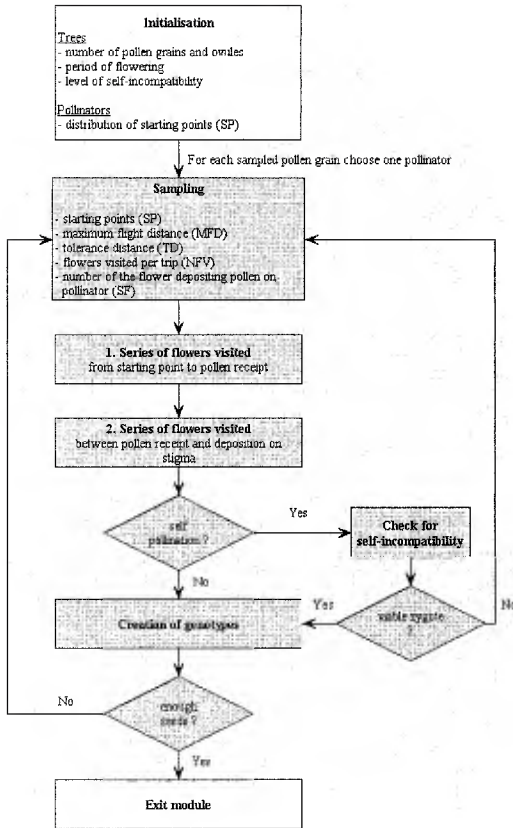 Initialisation
Trees
- number of pollen grains and ovules
- period of flowering
- level of self-incompatibility
Pollinators
- distribution of starting points (SP)
For each sampled pollen grain choose one pollinator
Sampling
- starting points (SP)
- maximum flight distance (MFD)
- tolerance distance (TD)
- flowers visited per trip (NFV)
- number of the flower depositing pollen on
pollinator (SF)
1. Series of flowers visited
from starting point to pollen receipt
2. Series of flowers visited
between pollen receipt and deposition on
stigma
self
pollination ?
Yes
Check for
self-incompatibility
No
Creation of genotypes
Yes
viable zygote
?
No
No
enough
seeds ?
Yes
Exit module